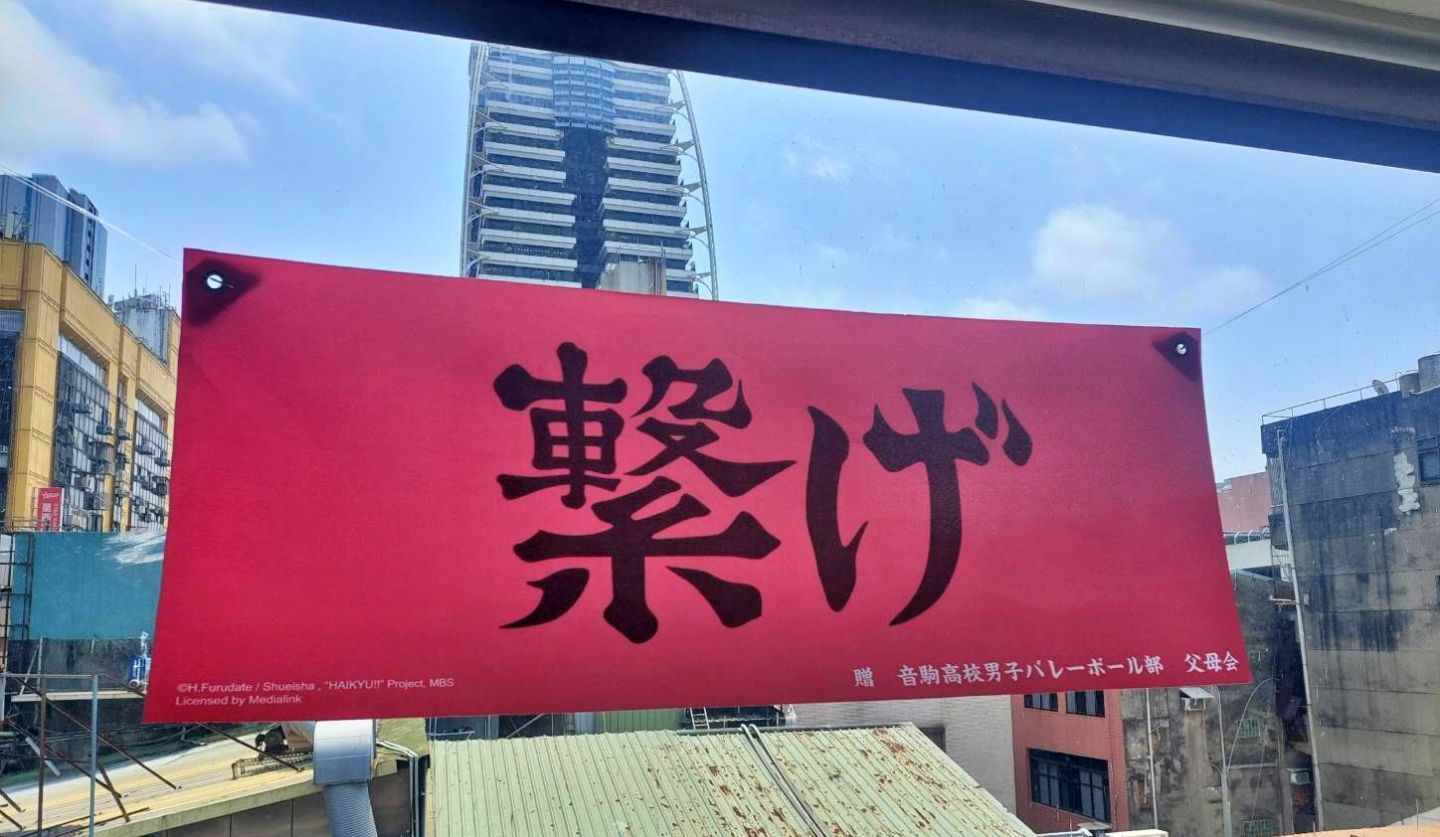 繋げ
©H.Furudate / Shueisha , "HAIKYU!!" Project, MBS
Licensed by Medialink
贈 音駒高校男子バレーボール部 父母会